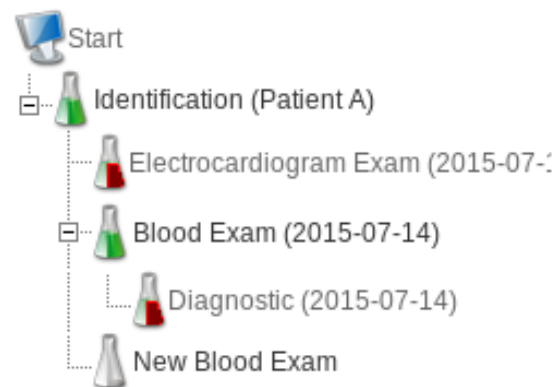 Start
Identification (Patient A)
Electrocardiogram Exam (2015-07-
Blood Exam (2015-07-14)
Diagnostic (2015-07-14)
New Blood Exam